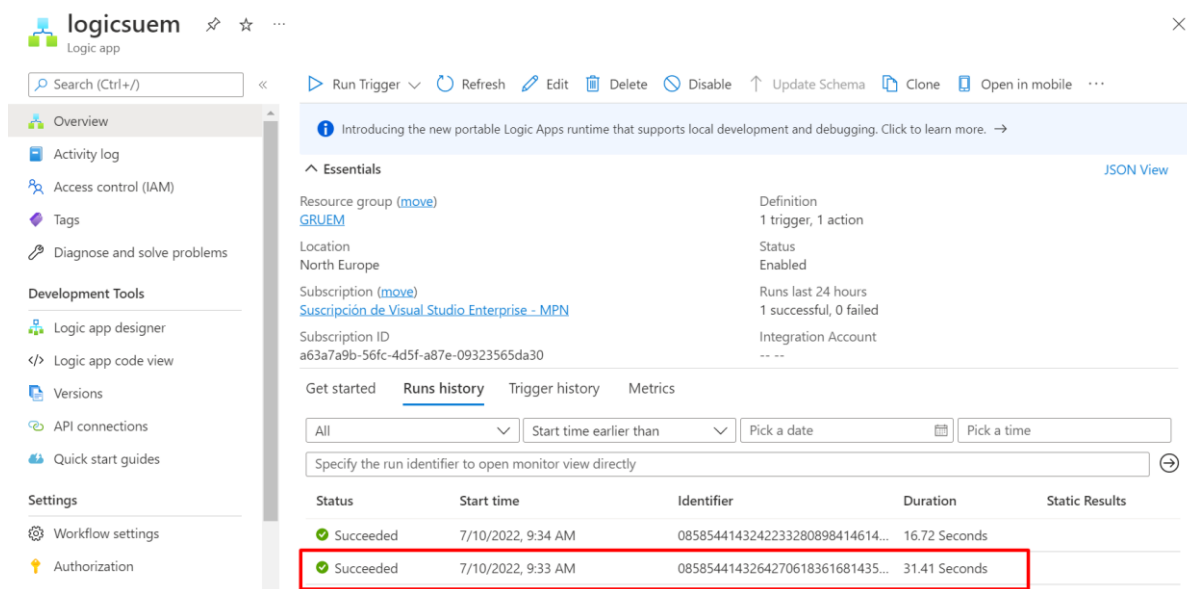 logicsuem
Logic app
Search (Ctrl+/)
Run Trigger Refresh Edit Delete Disable Update Schema Clone Open in mobile
Overview
Activity log
Access control (IAM)
Tags
Diagnose and solve problems
Development Tools
Logic app designer
Logic app code view
Versions
API connections
Quick start guides
Settings
Workflow settings
Authorization
Introducing the new portable Logic Apps runtime that supports local development and debugging. Click to learn more. →
Essentials
JSON View
Resource group (move)
GRUEM
Location
North Europe
Subscription (move)
Suscripción de Visual Studio Enterprise - MPN
Subscription ID
a63a7a9b-56fc-4d5f-a87e-09323565da30
Definition
1 trigger, 1 action
Status
Enabled
Runs last 24 hours
1 successful, 0 failed
Integration Account
-- --
Get started Runs history Trigger history Metrics
All Start time earlier than Pick a date Pick a time
Specify the run identifier to open monitor view directly
Status Start time Identifier Duration Static Results
Succeeded 7/10/2022, 9:34 AM 0858544143242233280898414614... 16.72 Seconds
Succeeded 7/10/2022, 9:33 AM 0858544143264270618361681435... 31.41 Seconds